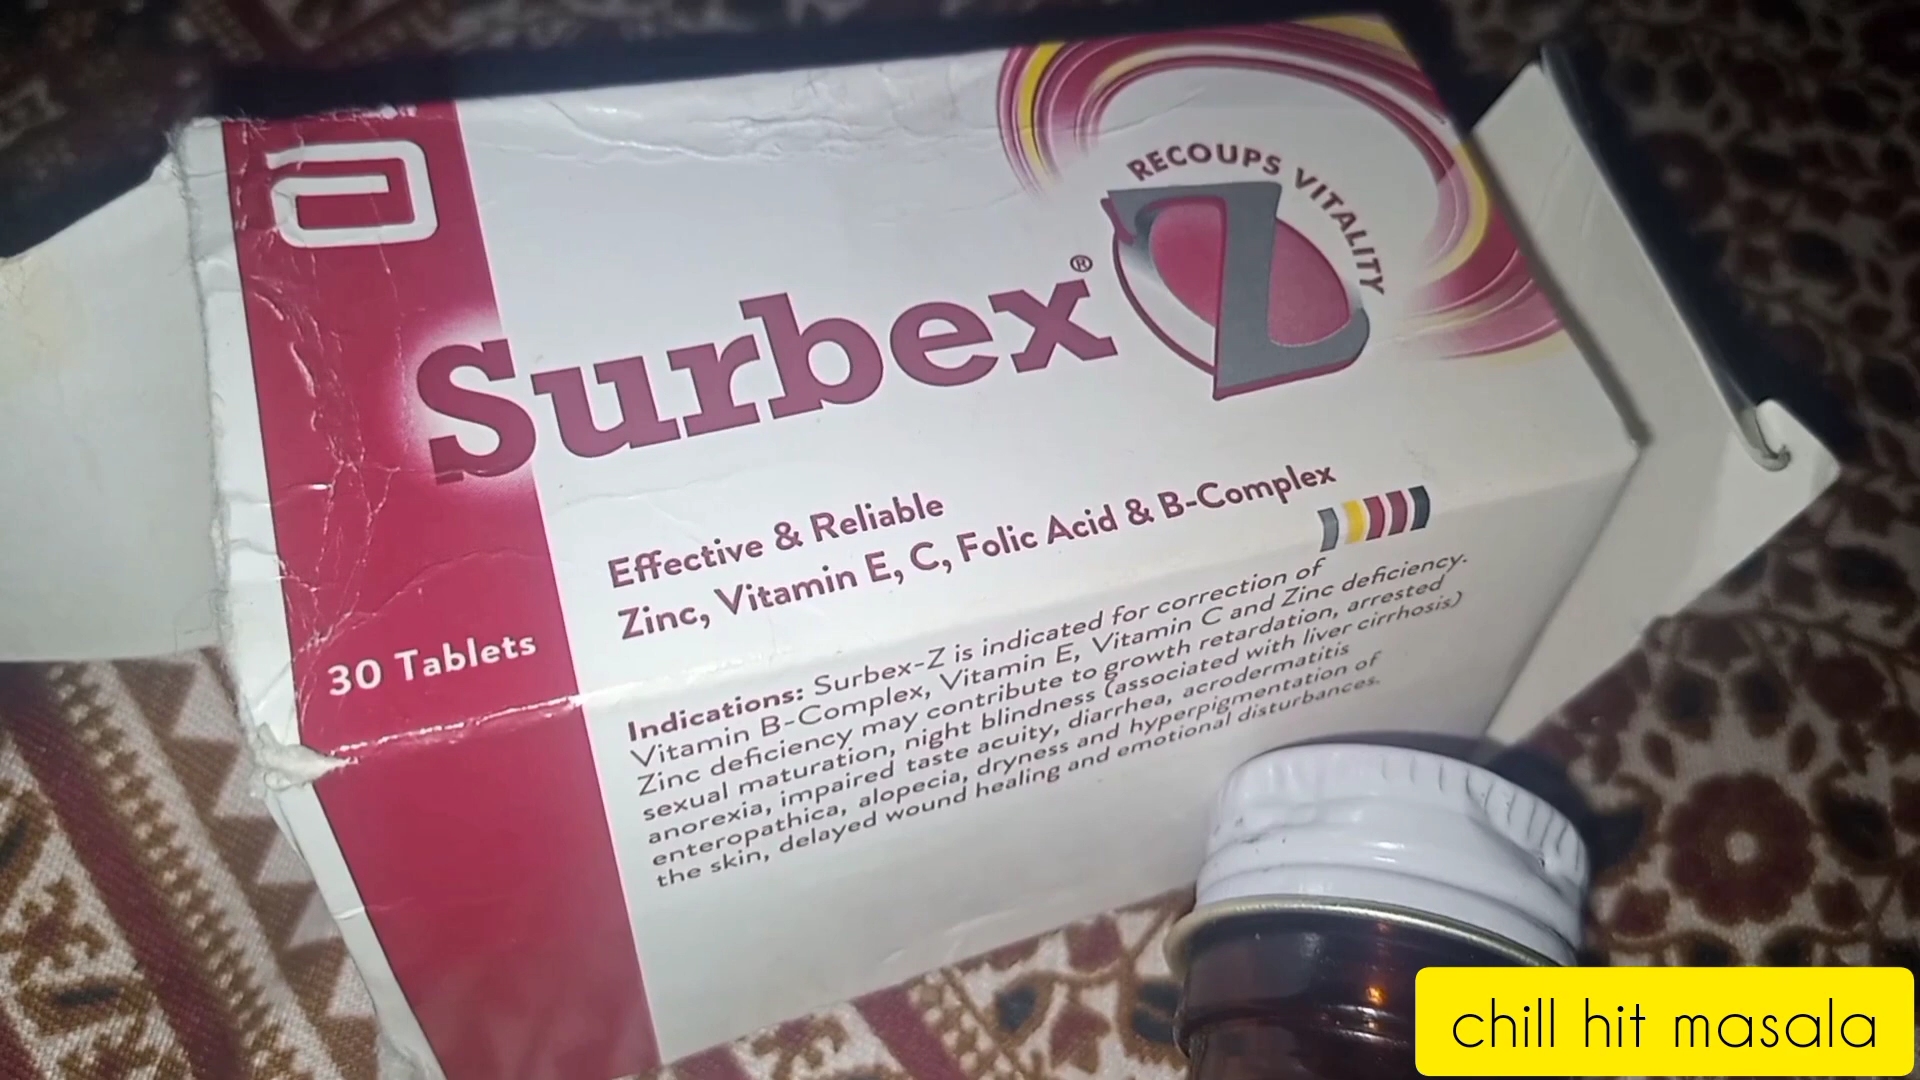 RECOUPS VITALITY
Surbex® Z
Effective & Reliable
Zinc, Vitamin E, C, Folic Acid & B-Complex
30 Tablets
Indications: Surbex-Z is indicated for correction of
Vitamin B-Complex, Vitamin E, Vitamin C and Zinc deficiency.
Zinc deficiency may contribute to growth retardation, arrested
sexual maturation, night blindness (associated with liver cirrhosis)
anorexia, impaired taste acuity, diarrhea, acrodermatitis
enteropathica, alopecia, dryness and hyperpigmentation of
the skin, delayed wound healing and emotional disturbances.
chill hit masala